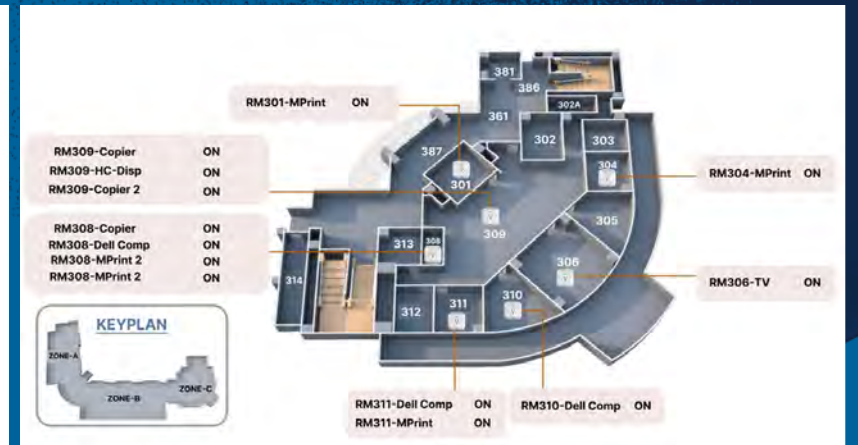 381
386
RM301-MPrint ON
302A
361
302
303
RM309-Copier ON
RM309-HC-Disp ON
RM309-Copier 2 ON
387
301
304
RM304-MPrint ON
309
305
RM308-Copier ON
RM308-Dell Comp ON
RM308-MPrint 2 ON
RM308-MPrint 2 ON
313
308
306
314
RM306-TV ON
312
311
310
KEYPLAN
ZONE-A
ZONE-B
ZONE-C
RM311-Dell Comp ON
RM311-MPrint ON
RM310-Dell Comp ON